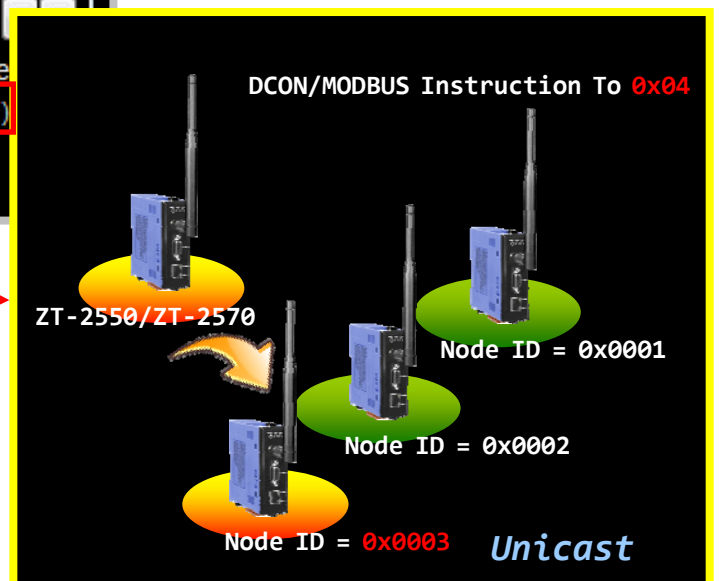 DCON/MODBUS Instruction To 0x04
ZT-2550/ZT-2570
Node ID = 0x0001
Node ID = 0x0002
Node ID = 0x0003
Unicast